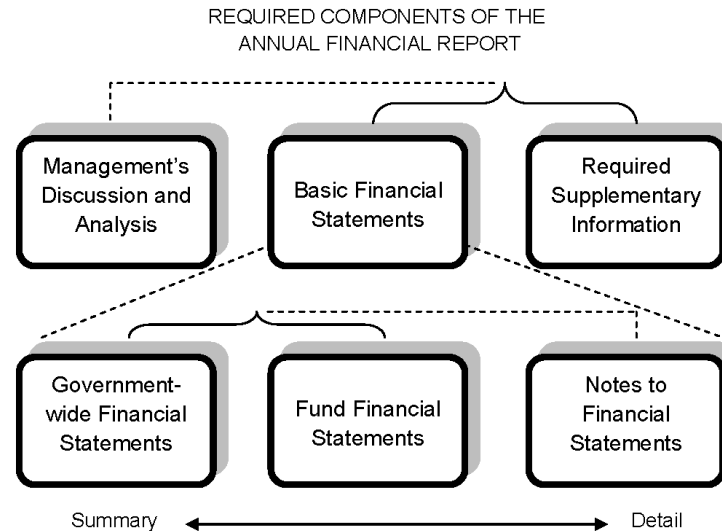 REQUIRED COMPONENTS OF THE
ANNUAL FINANCIAL REPORT
Management’s
Discussion and
Analysis
Basic Financial
Statements
Required
Supplementary
Information
Government-
wide Financial
Statements
Fund Financial
Statements
Notes to
Financial
Statements
Summary
Detail